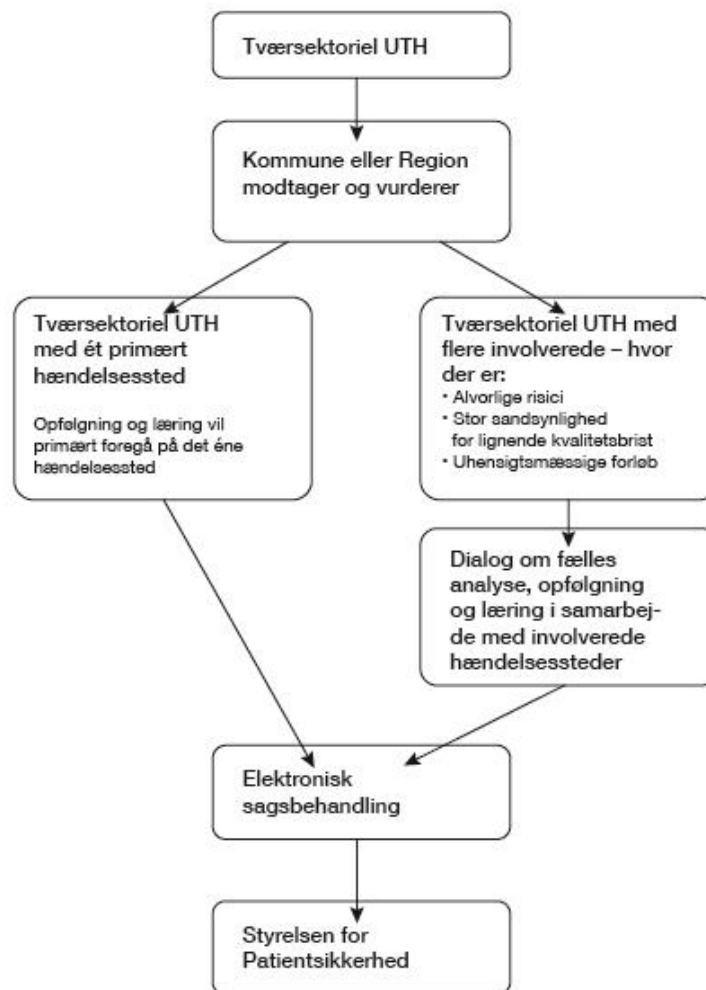 Tværsektoriel UTH
Kommune eller Region
modtager og vurderer
Tværsektoriel UTH
med ét primært
hændelsessted
Opfølgning og læring vil
primært foregå på det éne
hændelsessted
Tværsektoriel UTH med
flere involverede – hvor
der er:
• Alvorlige risici
• Stor sandsynlighed
for lignende kvalitetsbrist
• Uhensigtsmæssige forløb
Dialog om fælles
analyse, opfølgning
og læring i samarbej-
de med involverede
hændelsessteder
Elektronisk
sagsbehandling
Styrelsen for
Patientsikkerhed